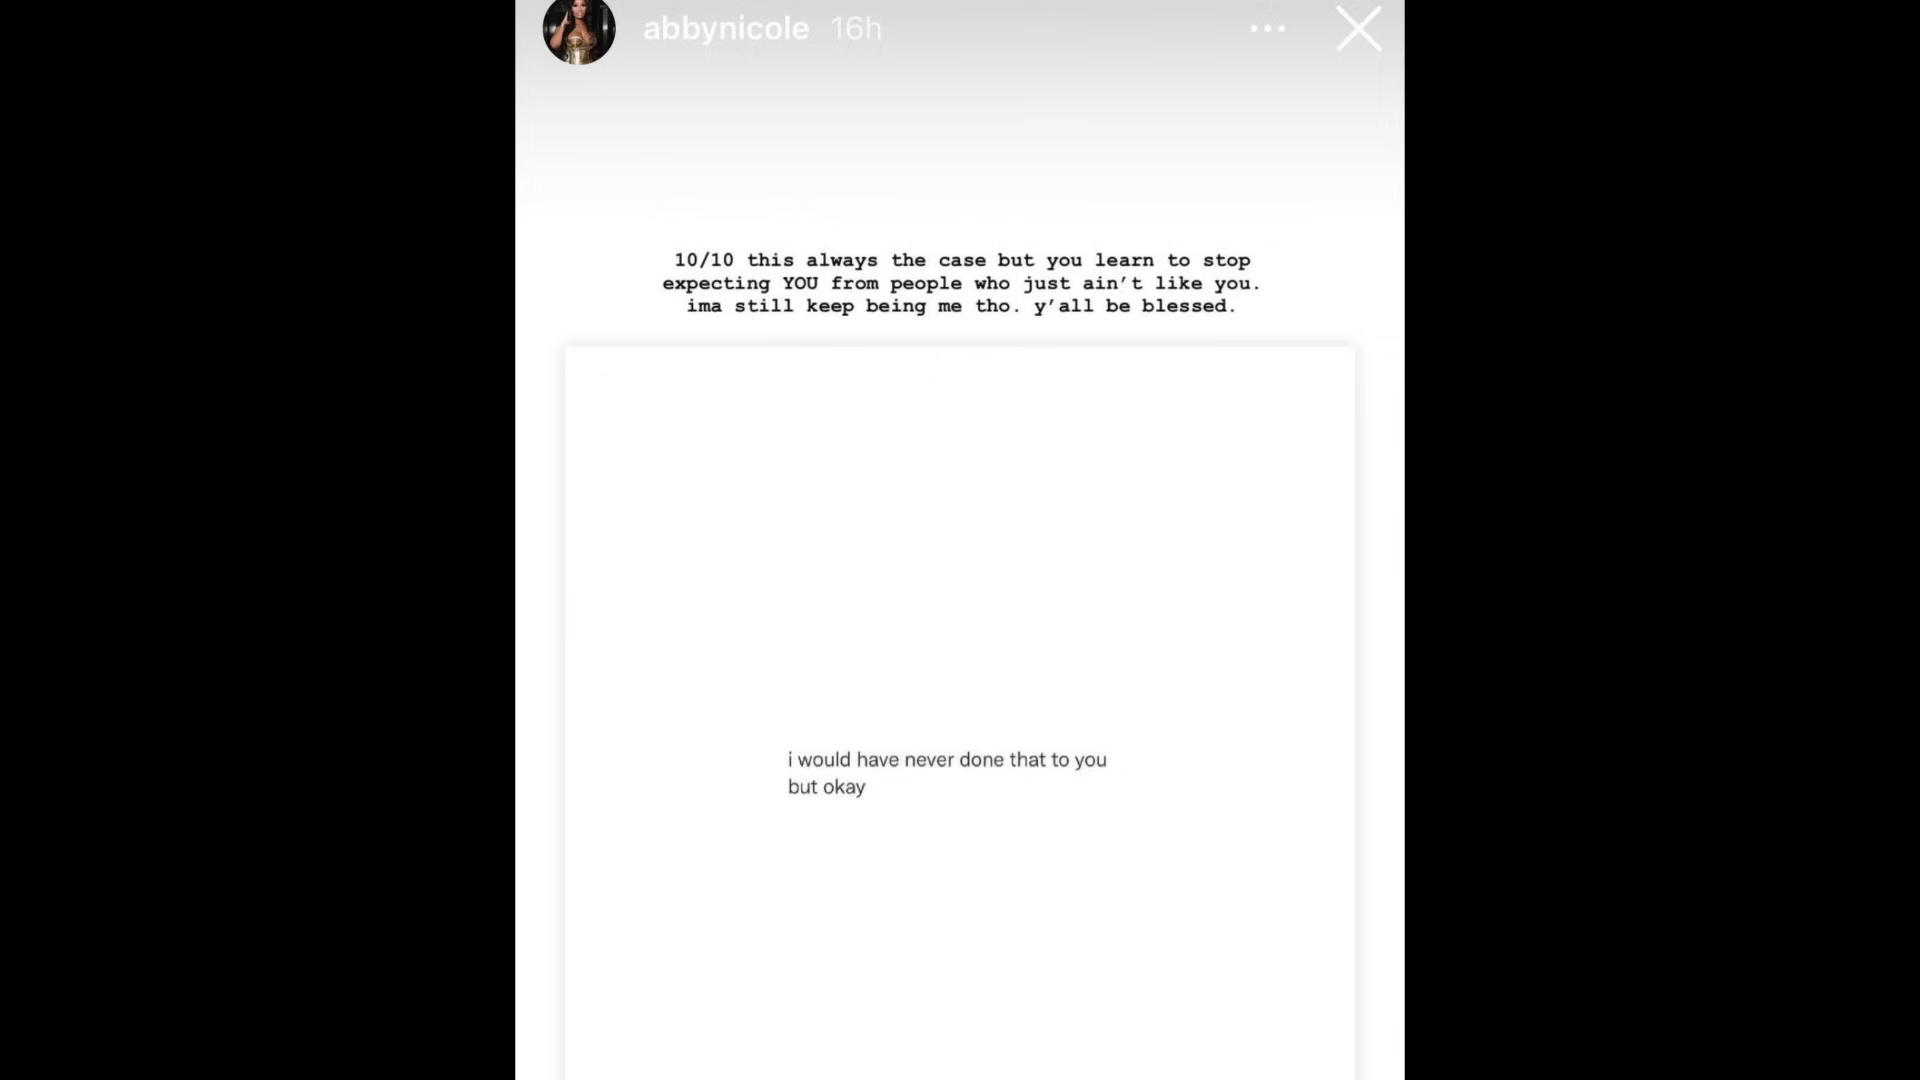 abbynicole 16h
10/10 this always the case but you learn to stop
expecting YOU from people who just ain’t like you.
ima still keep being me tho. y’all be blessed.
i would have never done that to you
but okay